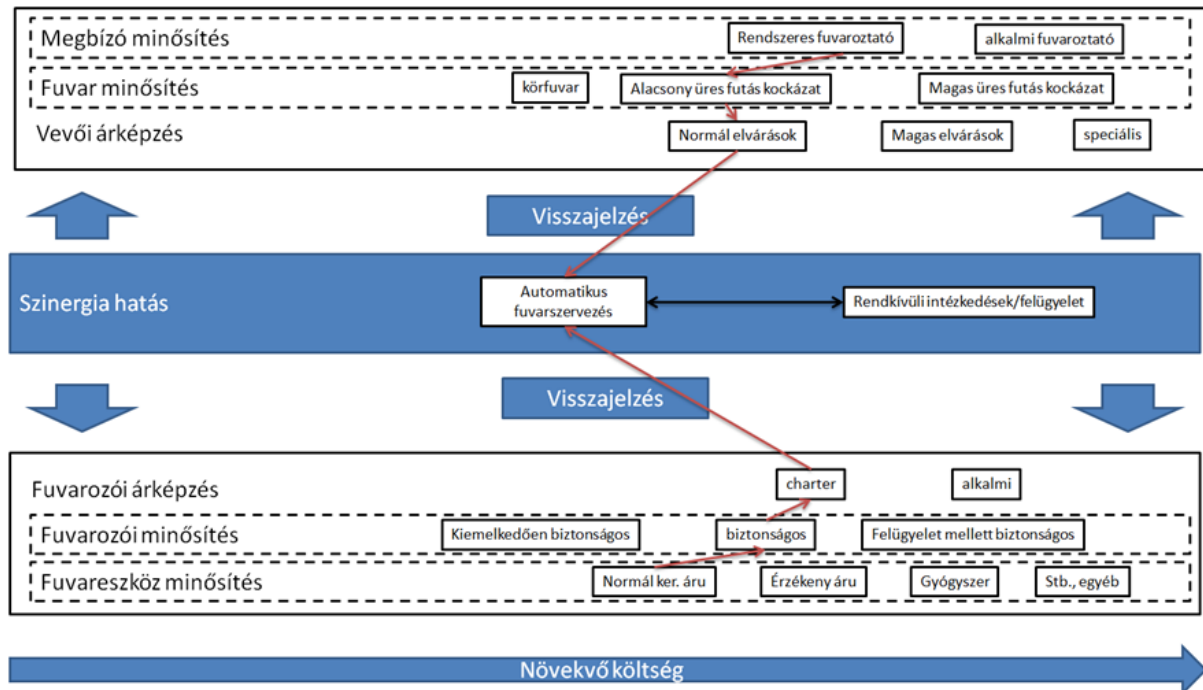 Megbízó minősítés
Rendszeres fuvaroztató
alkalmi fuvaroztató
Fuvar minősítés
körfuvar
Alacsony üres futás kockázat
Magas üres futás kockázat
Vevői árképzés
Normál elvárások
Magas elvárások
speciális
Visszajelzés
Szinergia hatás
Automatikus
fuvarszervezés
Rendkívüli intézkedések/felügyelet
Visszajelzés
Fuvarozói árképzés
charter
alkalmi
Fuvarozói minősítés
Kiemelkedően biztonságos
biztonságos
Felügyelet mellett biztonságos
Fuvareszköz minősítés
Normál ker. áru
Érzékeny áru
Gyógyszer
Stb., egyéb
Növekvő költség